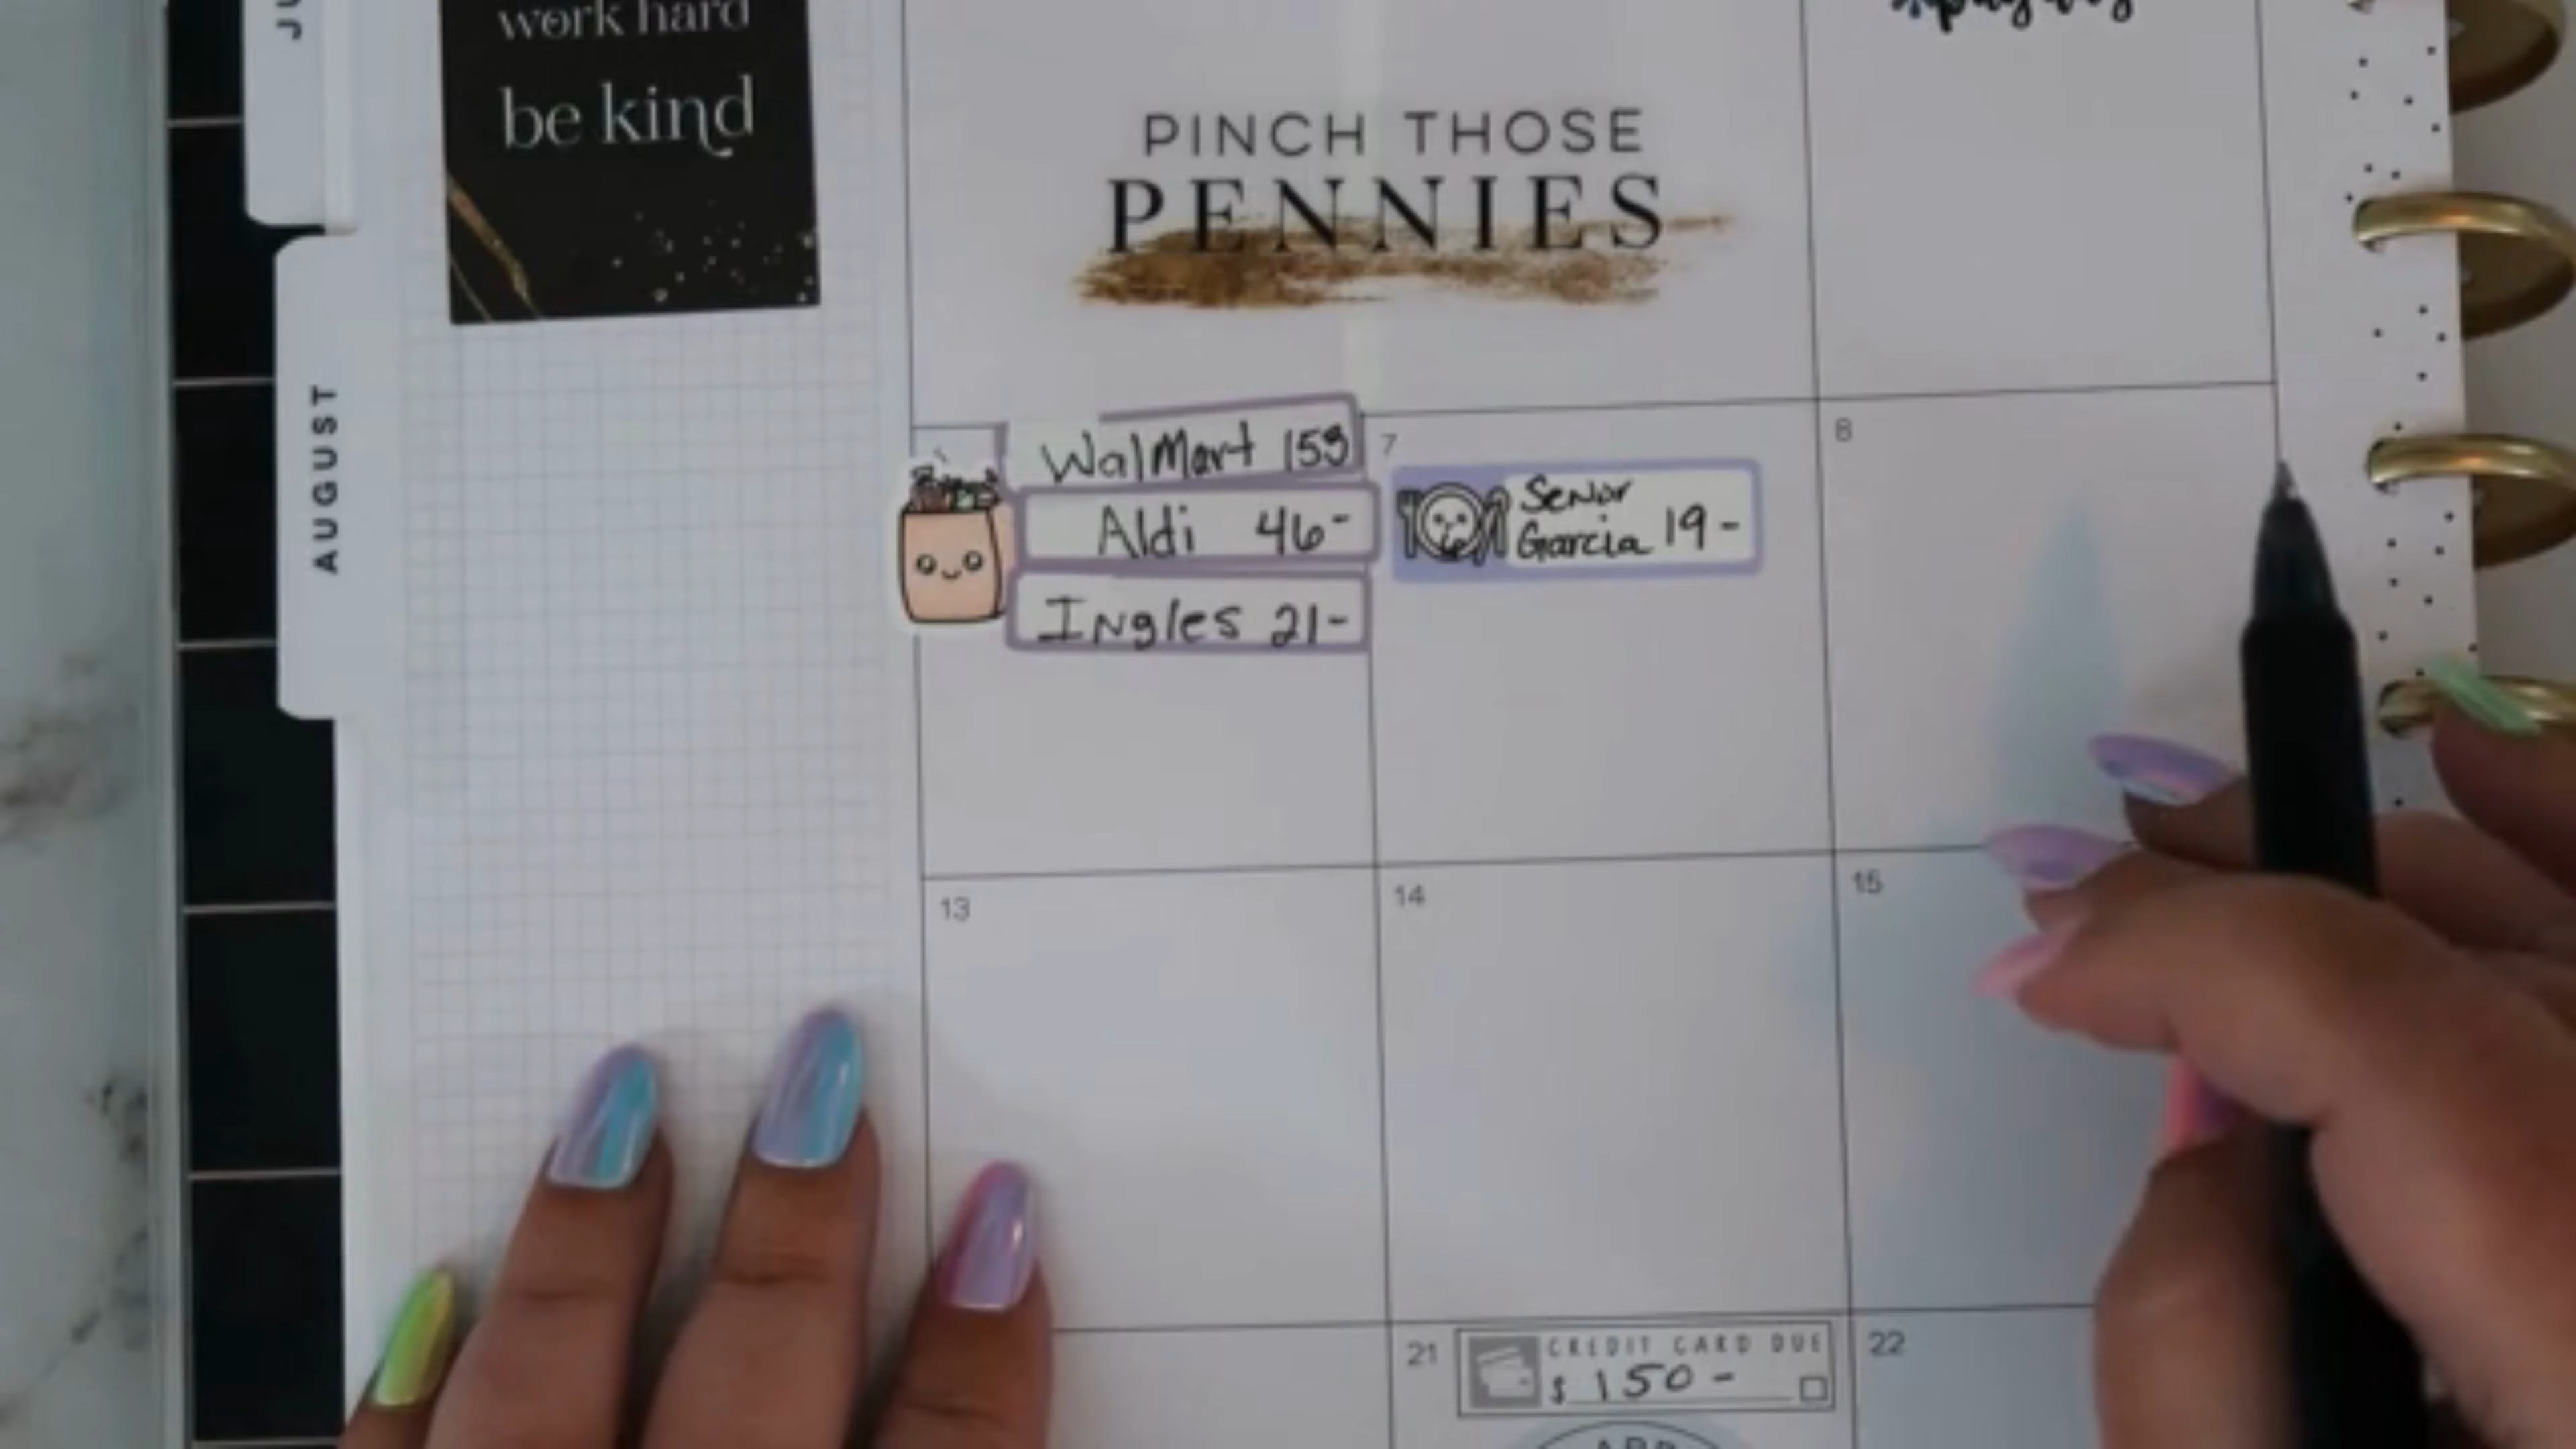 work hard
be kind
PINCH THOSE
PENNIES
AUGUST
WalMart 153
Aldi 46-
Ingles 21-
7
Senor
Garcia 19-
8
13
14
15
21
CREDIT CARD DUE
$ 150-
22